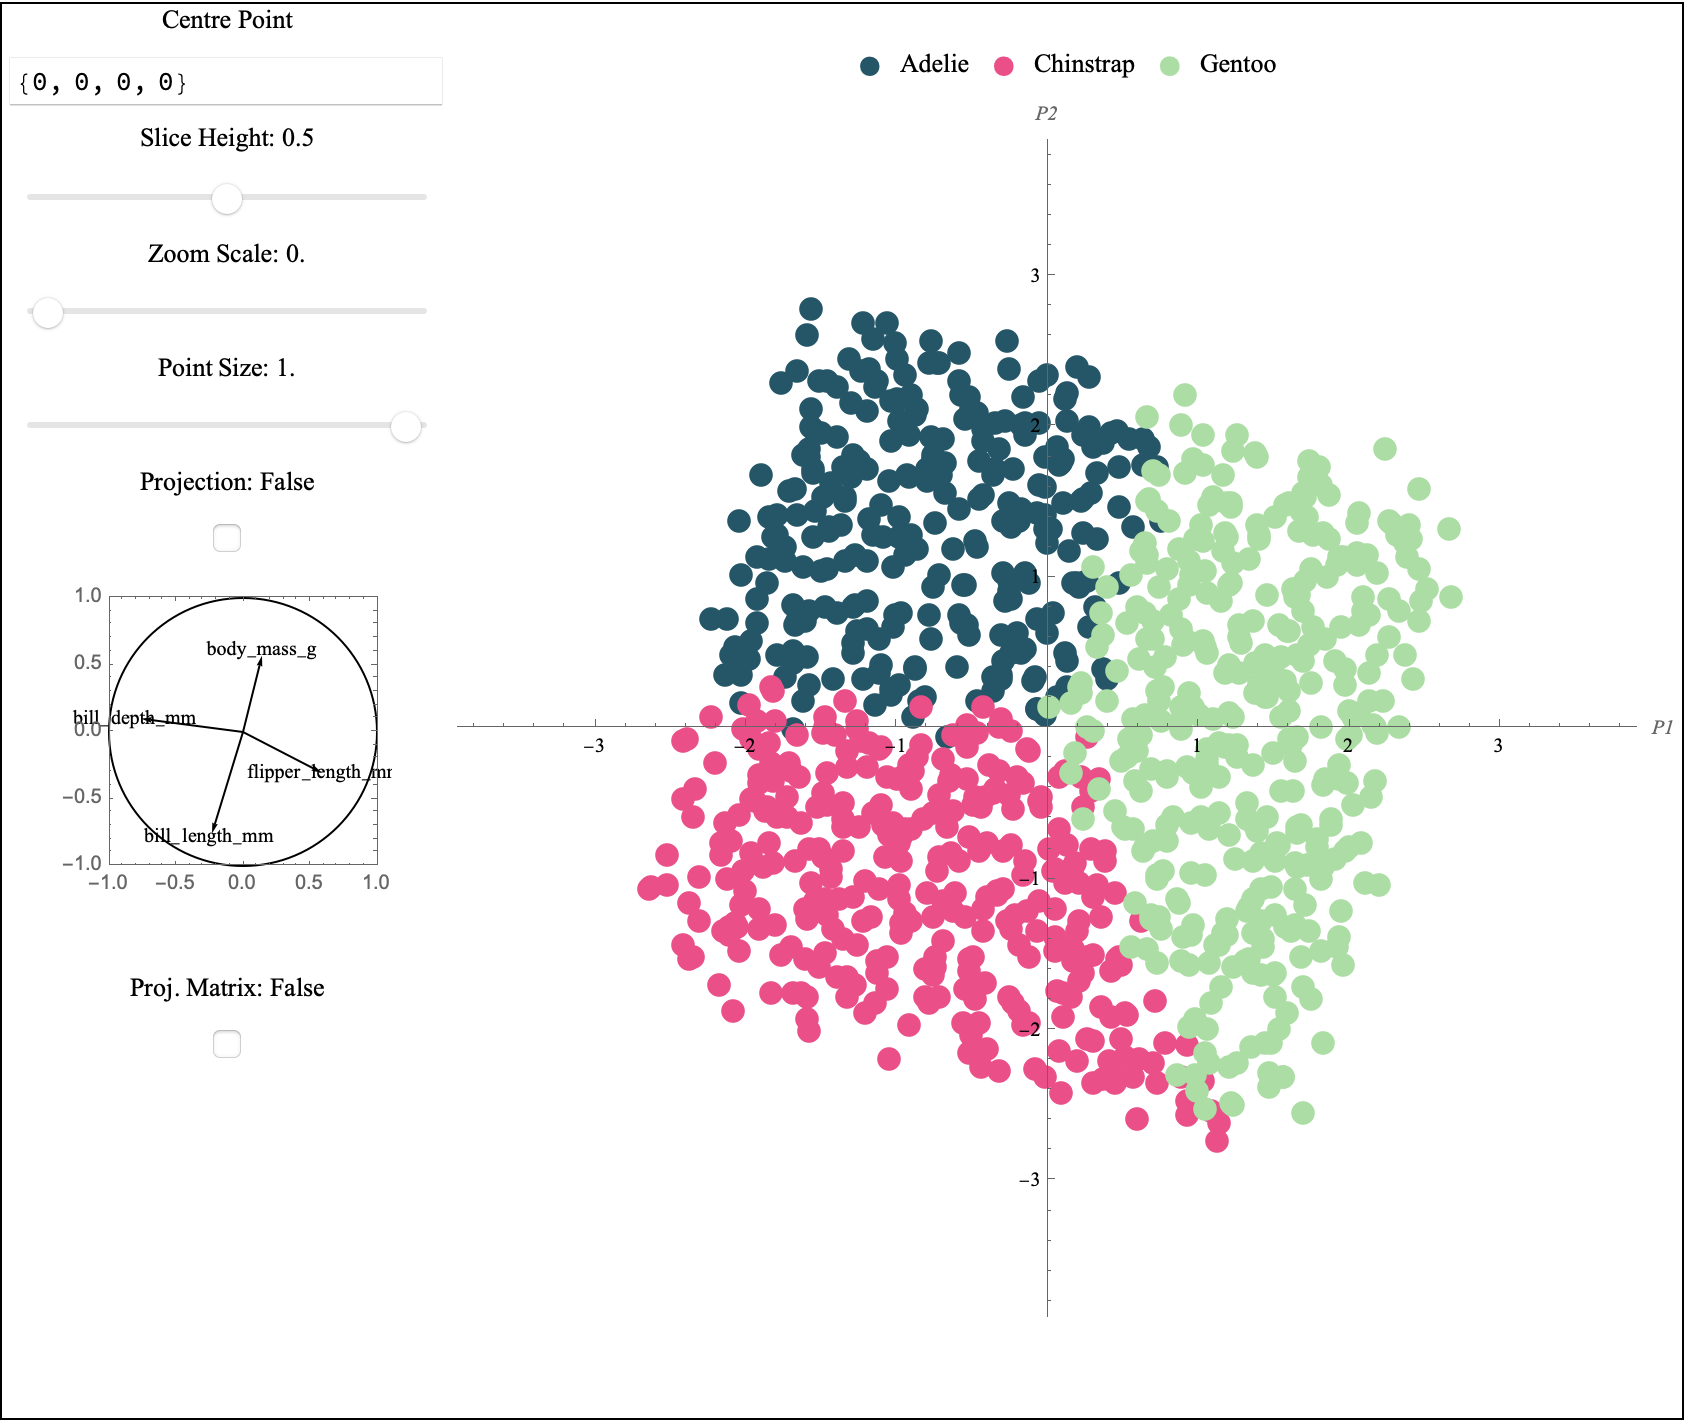 Centre Point
{0, 0, 0, 0}
Slice Height: 0.5
Zoom Scale: 0.
Point Size: 1.
Projection: False
1.0
0.5
0.0
−0.5
−1.0
−1.0 −0.5 0.0 0.5 1.0
body_mass_g
bill_depth_mm
flipper_length_mm
bill_length_mm
Proj. Matrix: False
Adelie Chinstrap Gentoo
P2
3
2
1
−3 −2 −1 1 2 3 P1
−1
−2
−3